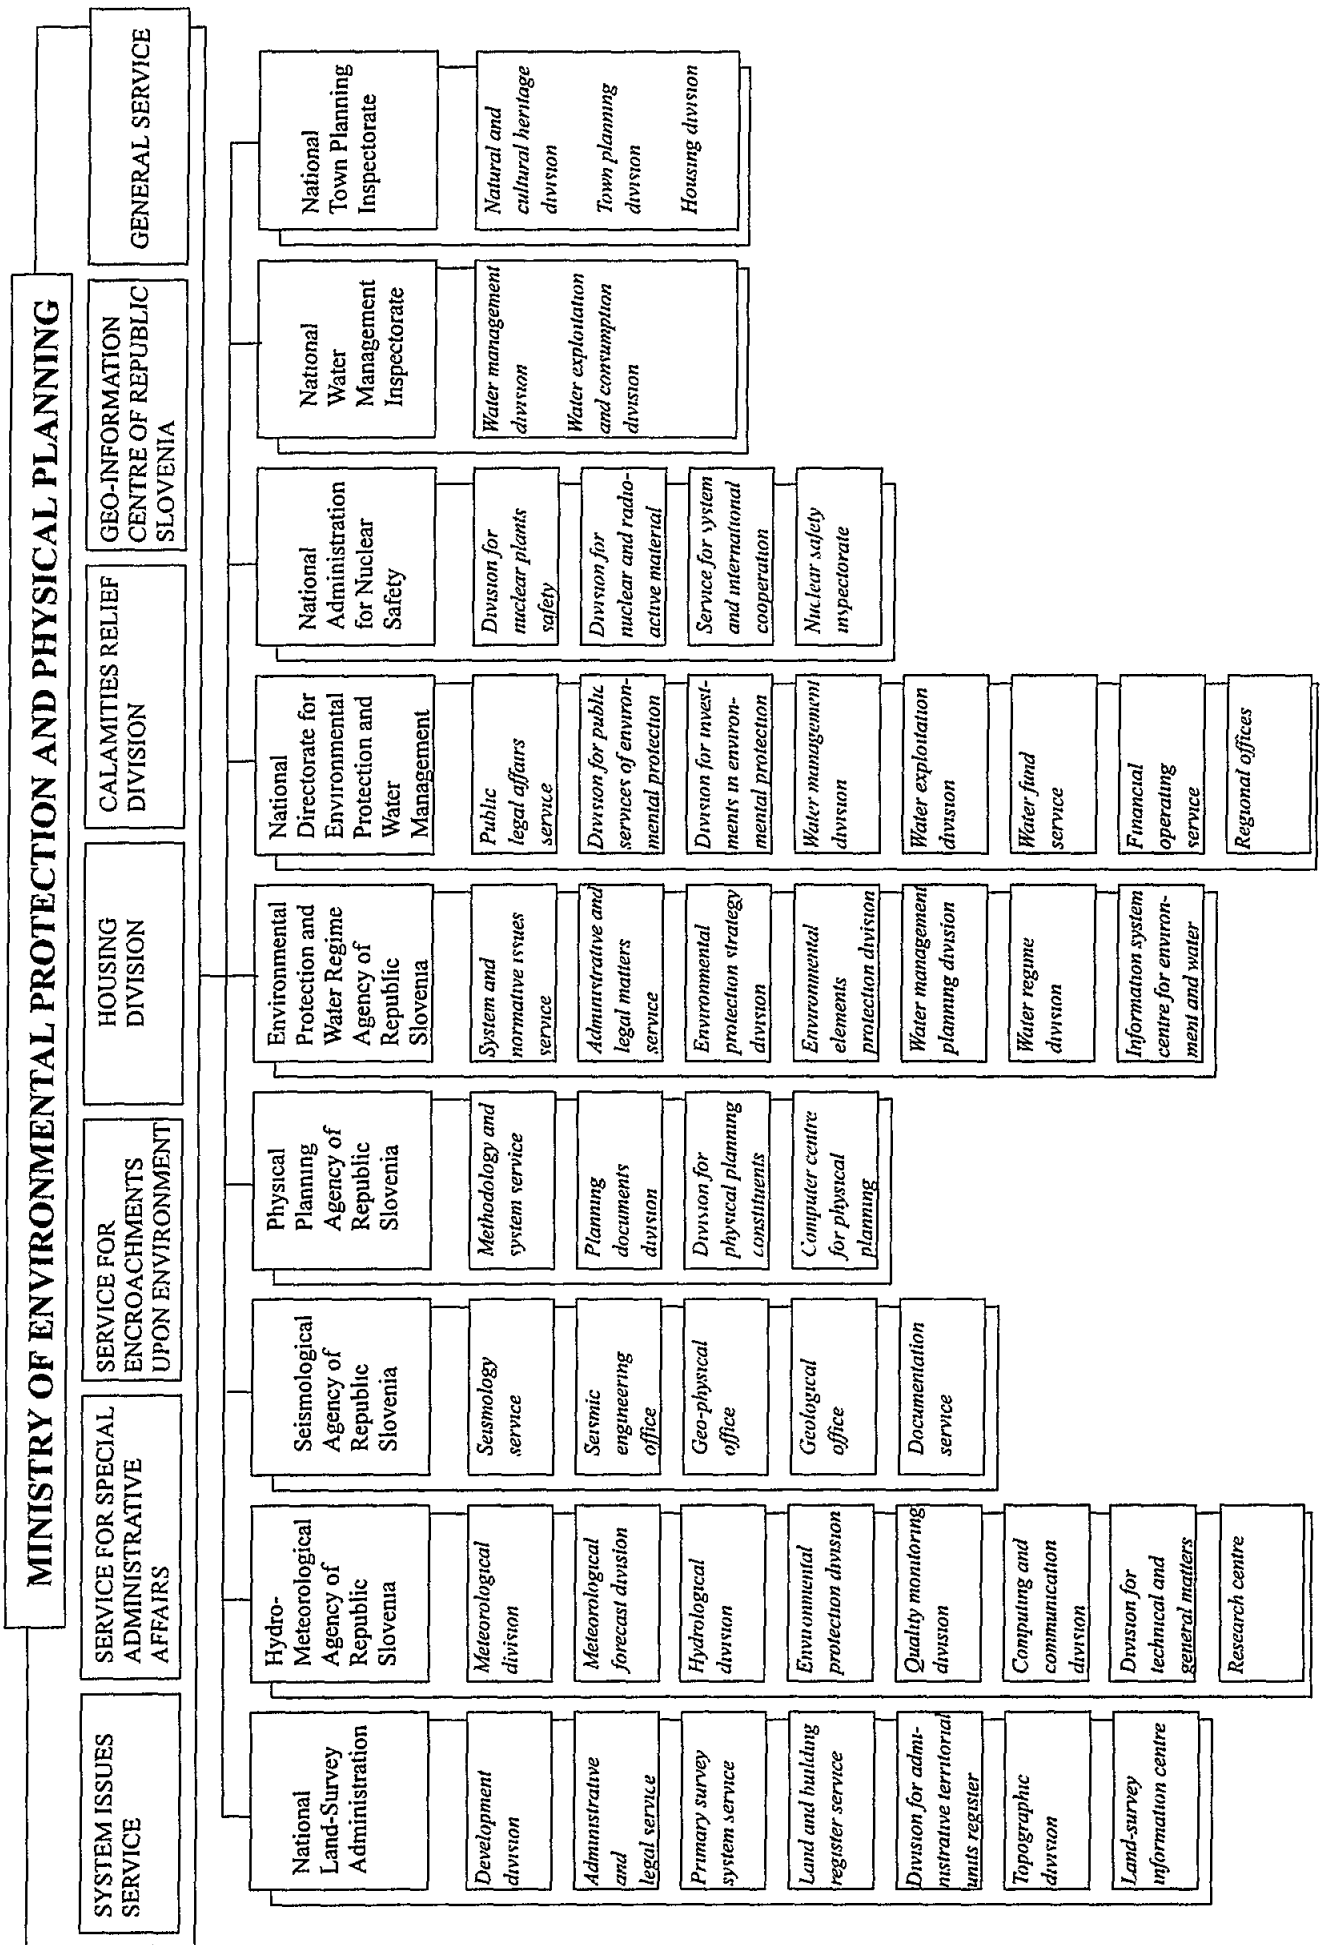 MINISTRY OF ENVIRONMENTAL PROTECTION AND PHYSICAL PLANNING
SYSTEM ISSUES
SERVICE
SERVICE FOR SPECIAL
ADMINISTRATIVE
AFFAIRS
SERVICE FOR
ENCROACHMENTS
UPON ENVIRONMENT
HOUSING
DIVISION
CALAMITIES RELIEF
DIVISION
GEO-INFORMATION
CENTRE OF REPUBLIC
SLOVENIA
GENERAL SERVICE
National
Land-Survey
Administration
Development
division
Administrative
and
legal service
Primary survey
system service
Land and building
register service
Division for admi-
nistrative territorial
units register
Topographic
division
Land-survey
information centre
Hydro-
Meteorological
Agency of
Republic
Slovenia
Meteorological
division
Meteorological
forecast division
Hydrological
division
Environmental
protection division
Quality monitoring
division
Computing and
communication
division
Division for
technical and
general matters
Research centre
Seismological
Agency of
Republic
Slovenia
Seismology
service
Seismic
engineering
office
Geo-physical
office
Geological
office
Documentation
service
Physical
Planning
Agency of
Republic
Slovenia
Methodology and
system service
Planning
documents
division
Division for
physical planning
constituents
Computer centre
for physical
planning
Environmental
Protection and
Water Regime
Agency of
Republic
Slovenia
System and
normative issues
service
Administrative and
legal matters
service
Environmental
protection strategy
division
Environmental
elements
protection division
Water management
planning division
Water regime
division
Information system
centre for environ-
ment and water
National
Directorate for
Environmental
Protection and
Water
Management
Public
legal affairs
service
Division for public
services of environ-
mental protection
Division for invest-
ments in environ-
mental protection
Water management
division
Water exploitation
division
Water fund
service
Financial
operating
service
Regional offices
National
Administration
for Nuclear
Safety
Division for
nuclear plants
safety
Division for
nuclear and radio-
active material
Service for system
and international
cooperation
Nuclear safety
inspectorate
National
Water
Management
Inspectorate
Water management
division
Water exploitation
and consumption
division
National
Town Planning
Inspectorate
Natural and
cultural heritage
division
Town planning
division
Housing division